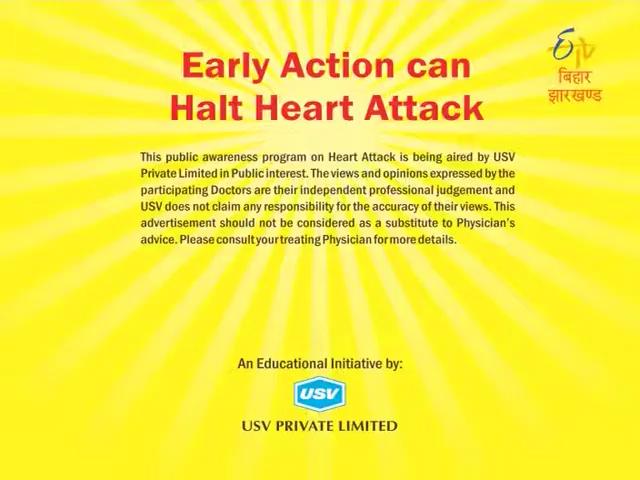 Early Action can
Halt Heart Attack
ETV
बिहार
झारखण्ड
This public awareness program on Heart Attack is being aired by USV
Private Limited in Public interest. The views and opinions expressed by the
participating Doctors are their independent professional judgement and
USV does not claim any responsibility for the accuracy of their views. This
advertisement should not be considered as a substitute to Physician's
advice. Please consult your treating Physician for more details.
An Educational Initiative by:
USV
USV PRIVATE LIMITED